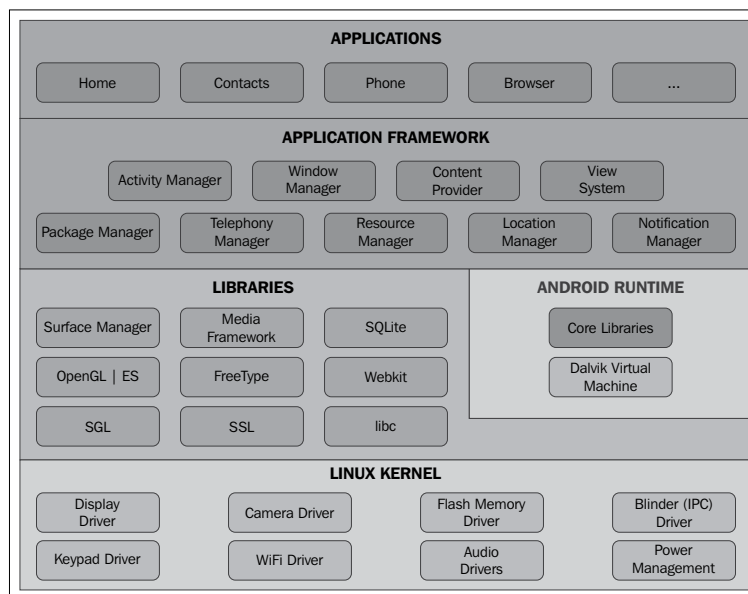 APPLICATIONS
Home
Contacts
Phone
Browser
...
APPLICATION FRAMEWORK
Activity Manager
Window
Manager
Content
Provider
View
System
Package Manager
Telephony
Manager
Resource
Manager
Location
Manager
Notification
Manager
LIBRARIES
Surface Manager
Media
Framework
SQLite
OpenGL | ES
FreeType
Webkit
SGL
SSL
libc
ANDROID RUNTIME
Core Libraries
Dalvik Virtual
Machine
LINUX KERNEL
Display
Driver
Camera Driver
Flash Memory
Driver
Blinder (IPC)
Driver
Keypad Driver
WiFi Driver
Audio
Drivers
Power
Management